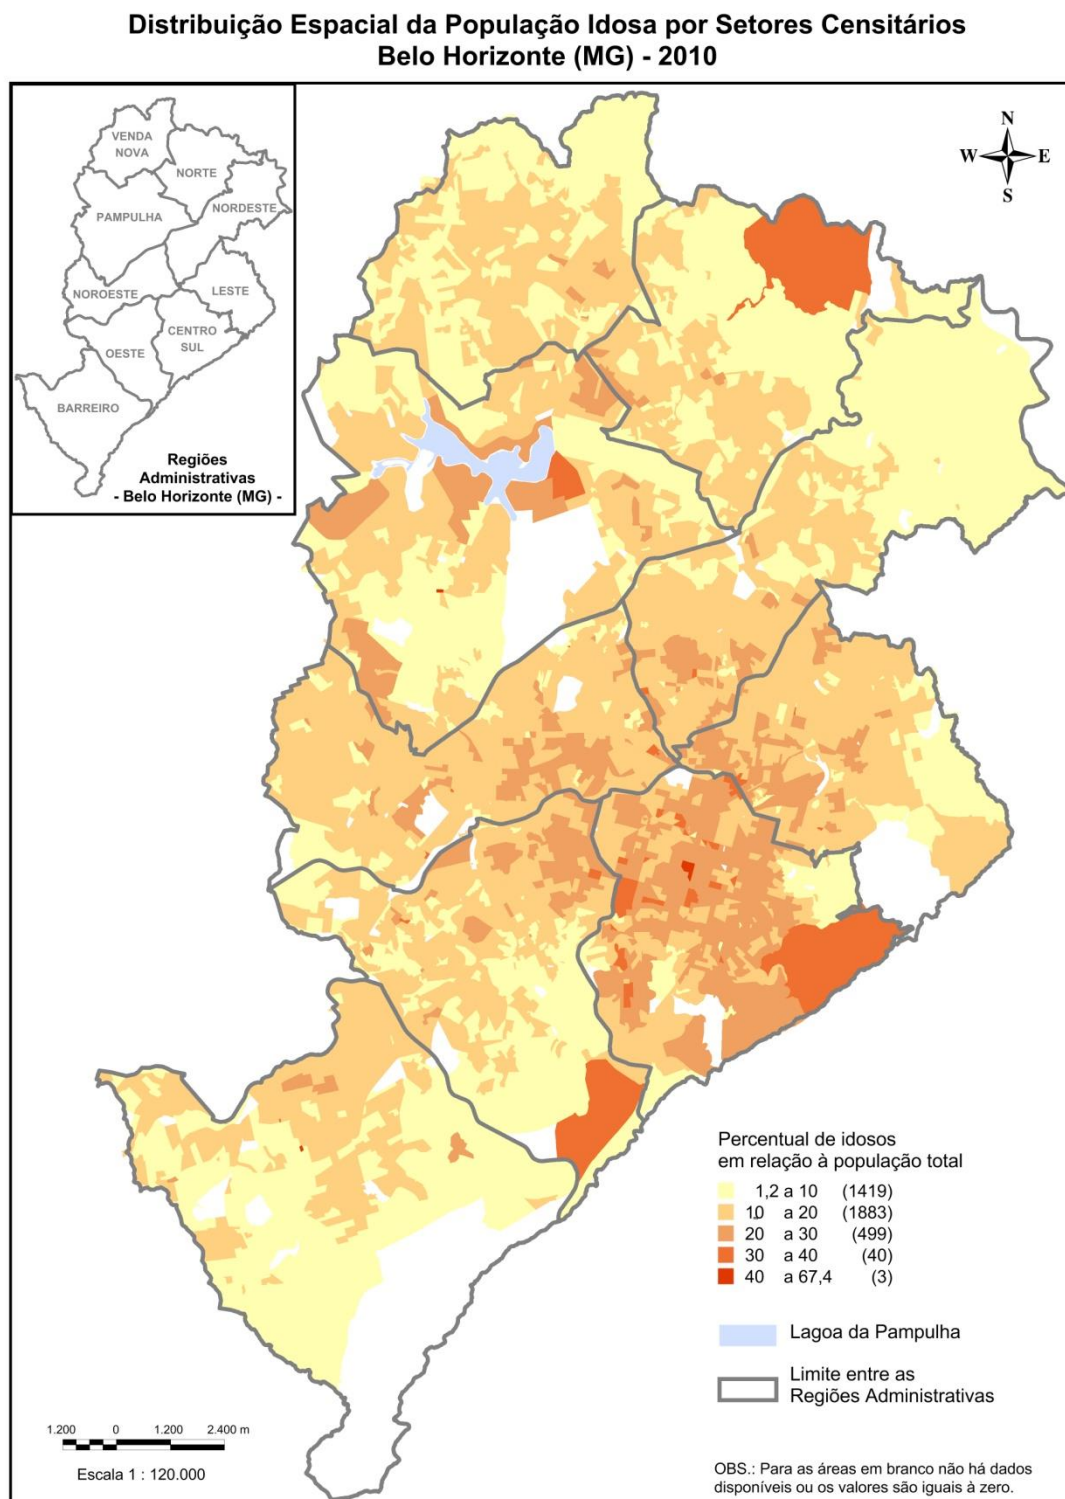 Distribuição Espacial da População Idosa por Setores Censitários
Belo Horizonte (MG) - 2010
VENDA
NOVA
NORTE
NORDESTE
PAMPULHA
NOROESTE
LESTE
CENTRO
SUL
OESTE
BARREIRO
Regiões
Administrativas
- Belo Horizonte (MG) -
N
W E
S
Percentual de idosos
em relação à população total
1,2 a 10 (1419)
10 a 20 (1883)
20 a 30 (499)
30 a 40 (40)
40 a 67,4 (3)
Lagoa da Pampulha
Limite entre as
Regiões Administrativas
1.200 0 1.200 2.400 m
Escala 1 : 120.000
OBS.: Para as áreas em branco não há dados
disponíveis ou os valores são iguais à zero.